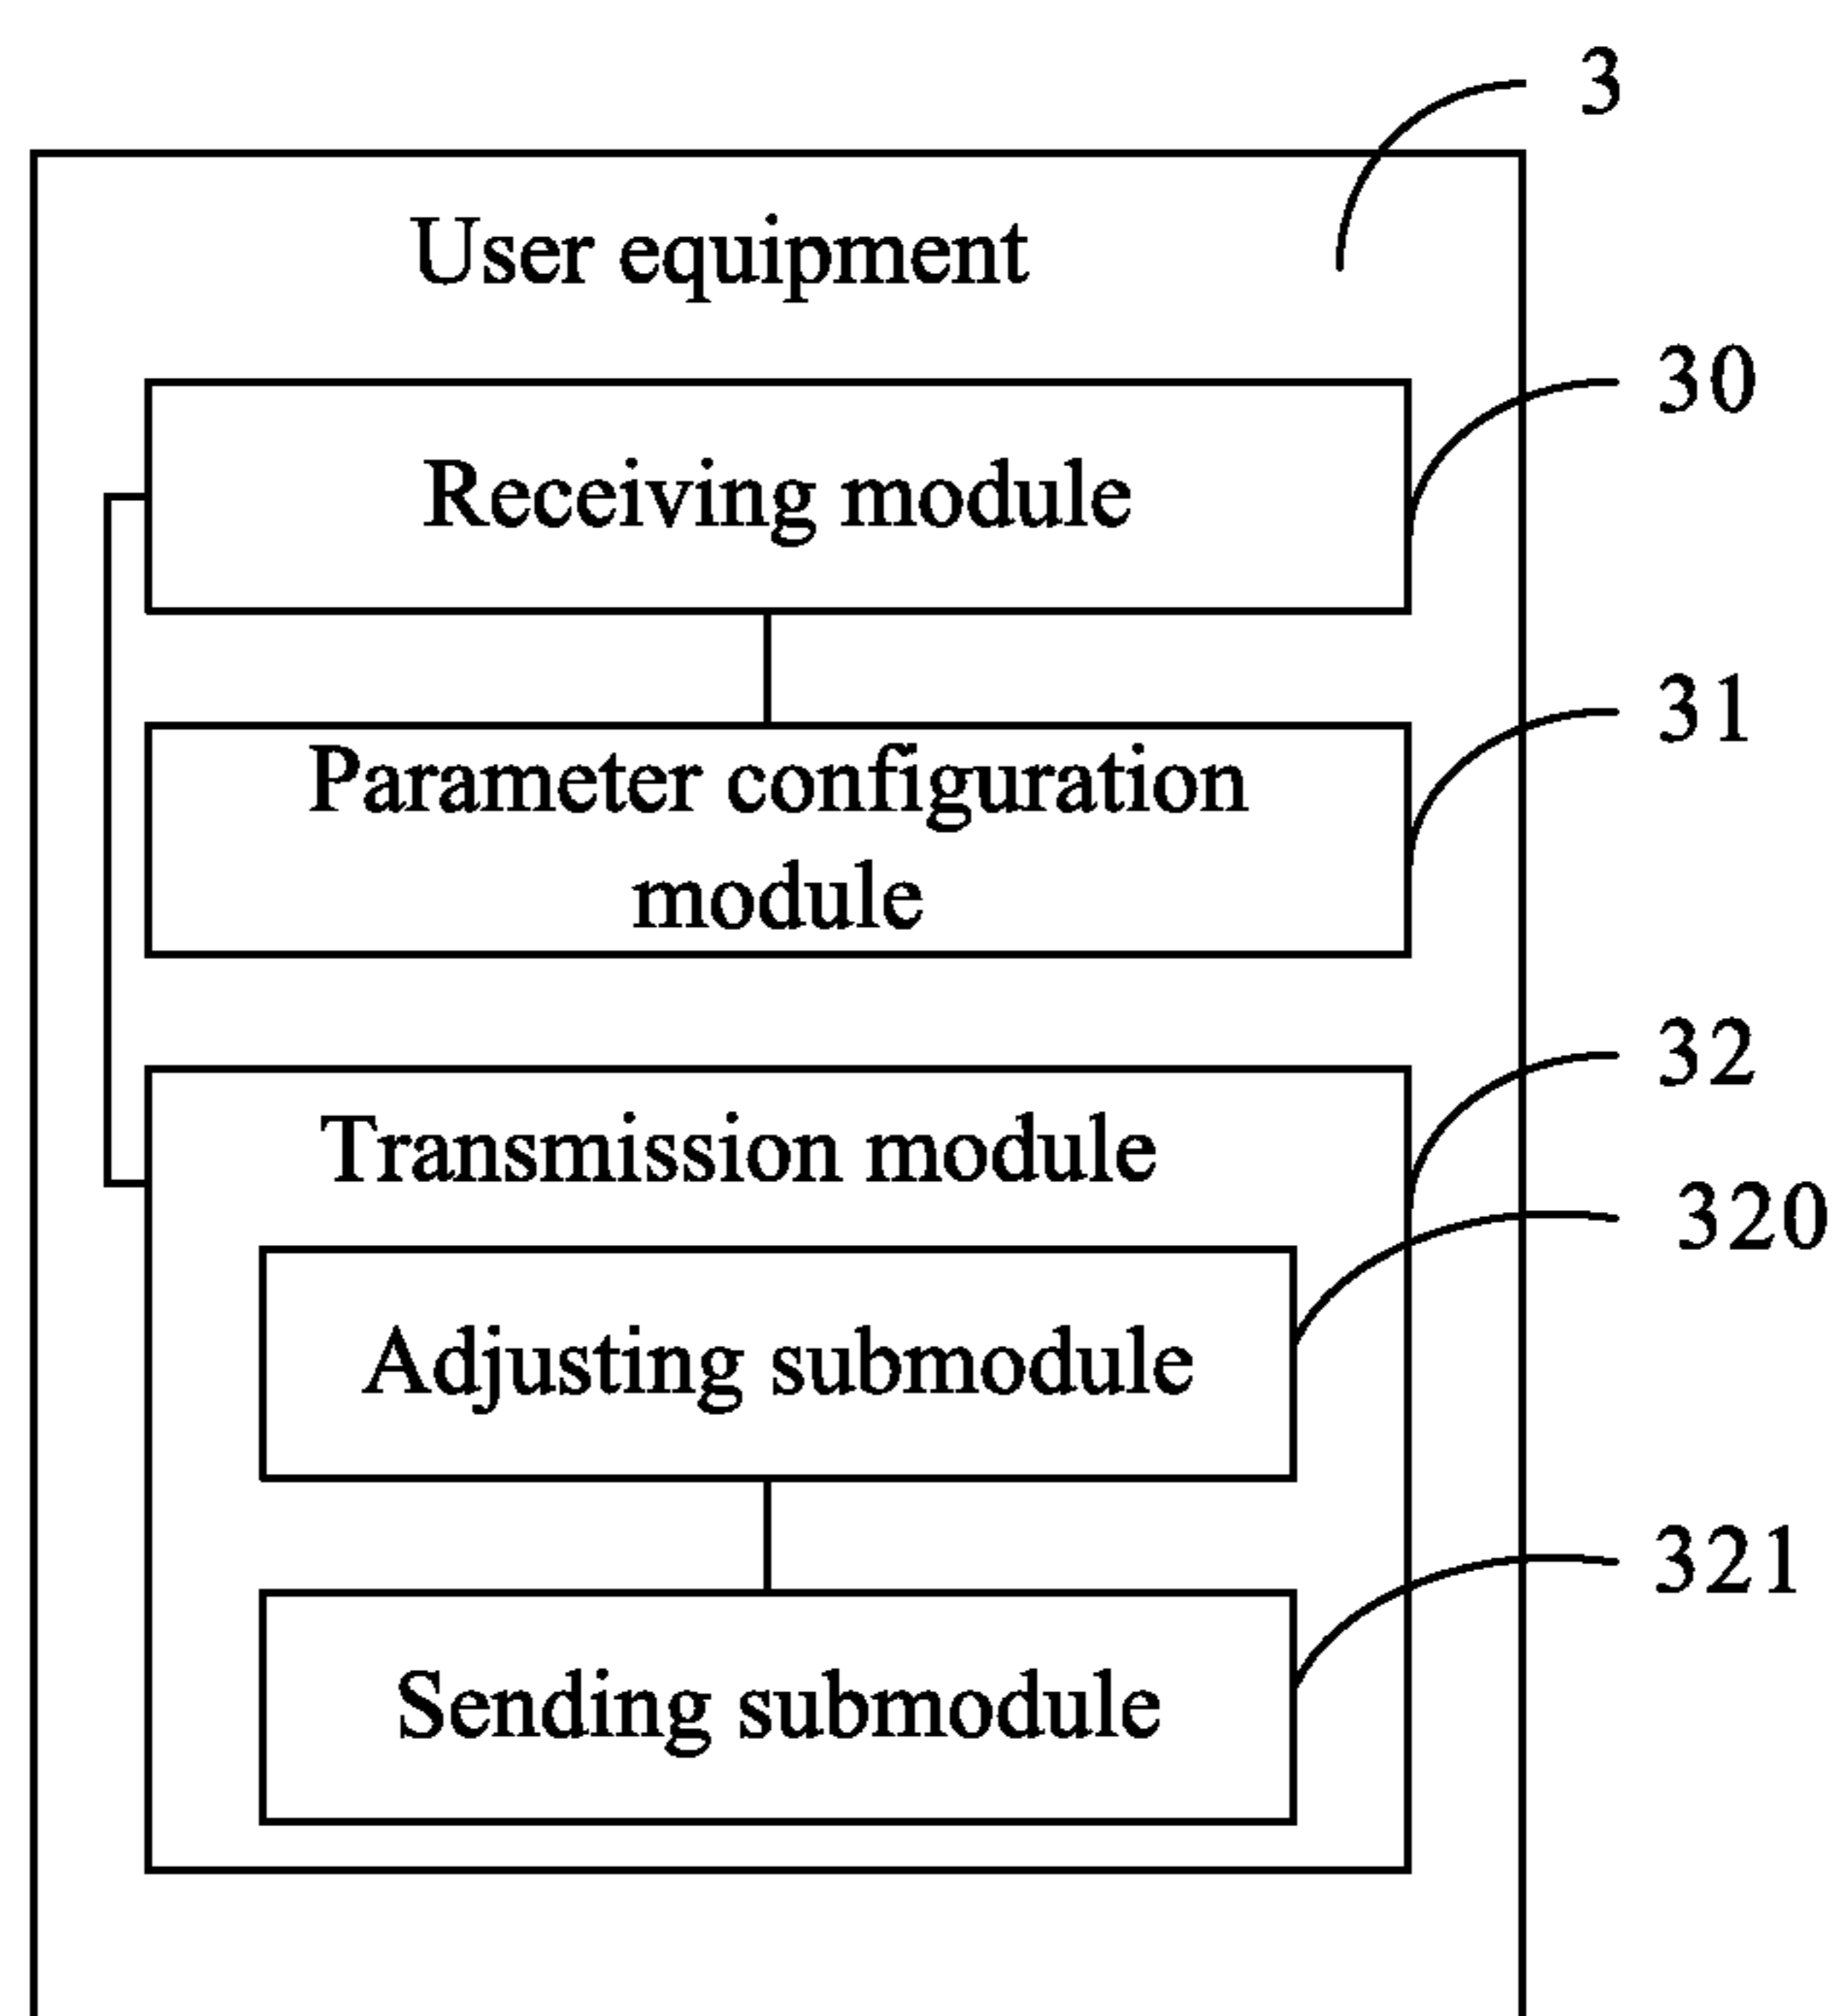 3
User equipment
30
Receiving module
31
Parameter configuration
module
32
Transmission module
320
Adjusting submodule
321
Sending submodule